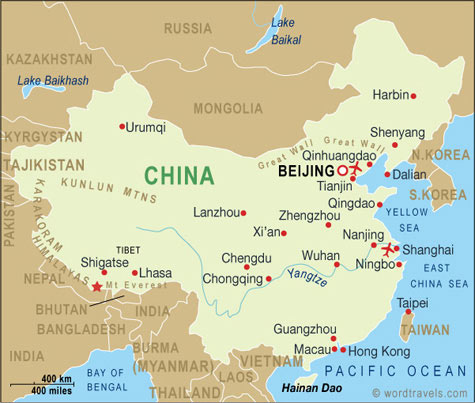 RUSSIA
Lake
Baikal
KAZAKHSTAN
Lake Baikhash
MONGOLIA
Harbin
Urumqi
Shenyang
KYRGYSTAN
Great Wall
Great Wall
Qinhuangdao
N.KOREA
TAJIKISTAN
CHINA
BEIJING
Dalian
KUNLUN MTNS
Tianjin
S.KOREA
PAKISTAN
KARAKORAM
Qingdao
Lanzhou
Zhengzhou
YELLOW
SEA
Xi'an
HIMALAYAS
TIBET
Nanjing
Shanghai
Shigatse
Lhasa
Chengdu
Wuhan
Ningbo
EAST
CHINA SEA
NEPAL
Mt Everest
Chongqing
Yangtze
BHUTAN
INDIA
Taipei
BANGLADESH
TAIWAN
Guangzhou
INDIA
BURMA
(MYANMAR)
Macau
Hong Kong
VIETNAM
PACIFIC OCEAN
BAY OF
BENGAL
LAOS
400 km
400 miles
THAILAND
Hainan Dao
© wordtravels.com